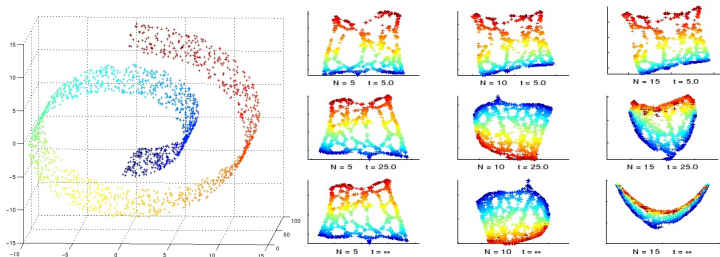 15
10
5
0
-5
-10
-15
-10
-5
0
5
10
15
0
50
100
N = 5 t = 5.0
N = 10 t = 5.0
N = 15 t = 5.0
N = 5 t = 25.0
N = 10 t = 25.0
N = 15 t = 25.0
N = 5 t = ∞
N = 10 t = ∞
N = 15 t = ∞